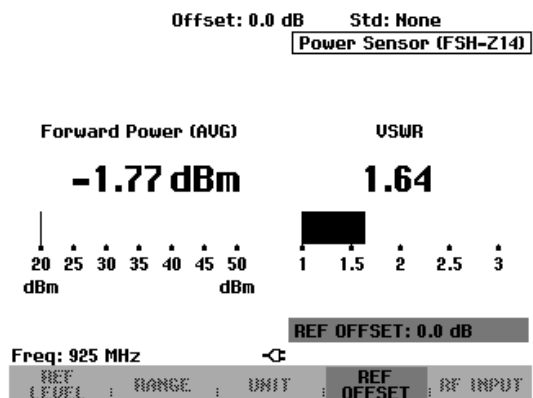 Offset: 0.0 dB Std: None
Power Sensor (FSH-Z14)
Forward Power (AVG) VSWR
-1.77 dBm 1.64
20 25 30 35 40 45 50 1 1.5 2 2.5 3
dBm dBm
REF OFFSET: 0.0 dB
Freq: 925 MHz
REF LEVEL RANGE UNIT REF OFFSET RF INPUT